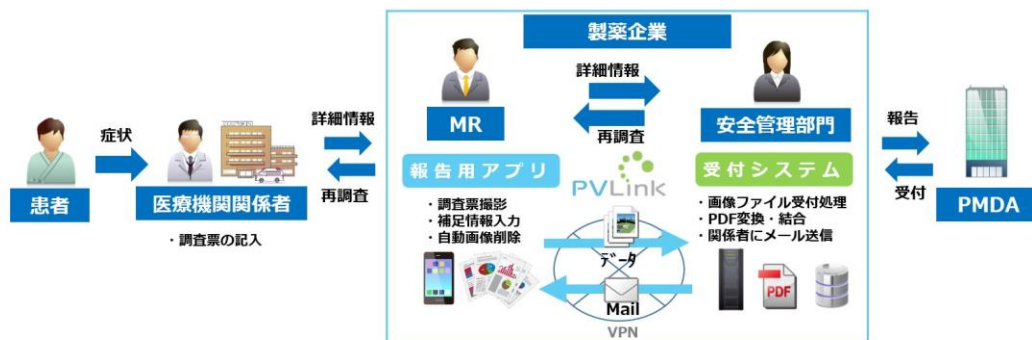 製薬企業
患者
症状
医療機関関係者
・調査票の記入
詳細情報
再調査
MR
詳細情報
再調査
安全管理部門
報告用アプリ
・調査票撮影
・補足情報入力
・自動画像削除
PVLink
データ
Mail
VPN
受付システム
・画像ファイル受付処理
・PDF変換・結合
・関係者にメール送信
PDF
報告
受付
PMDA